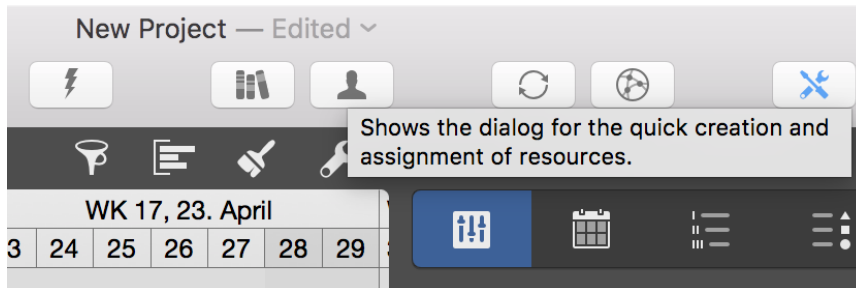 New Project — Edited
Shows the dialog for the quick creation and
assignment of resources.
WK 17, 23. April
3 24 25 26 27 28 29